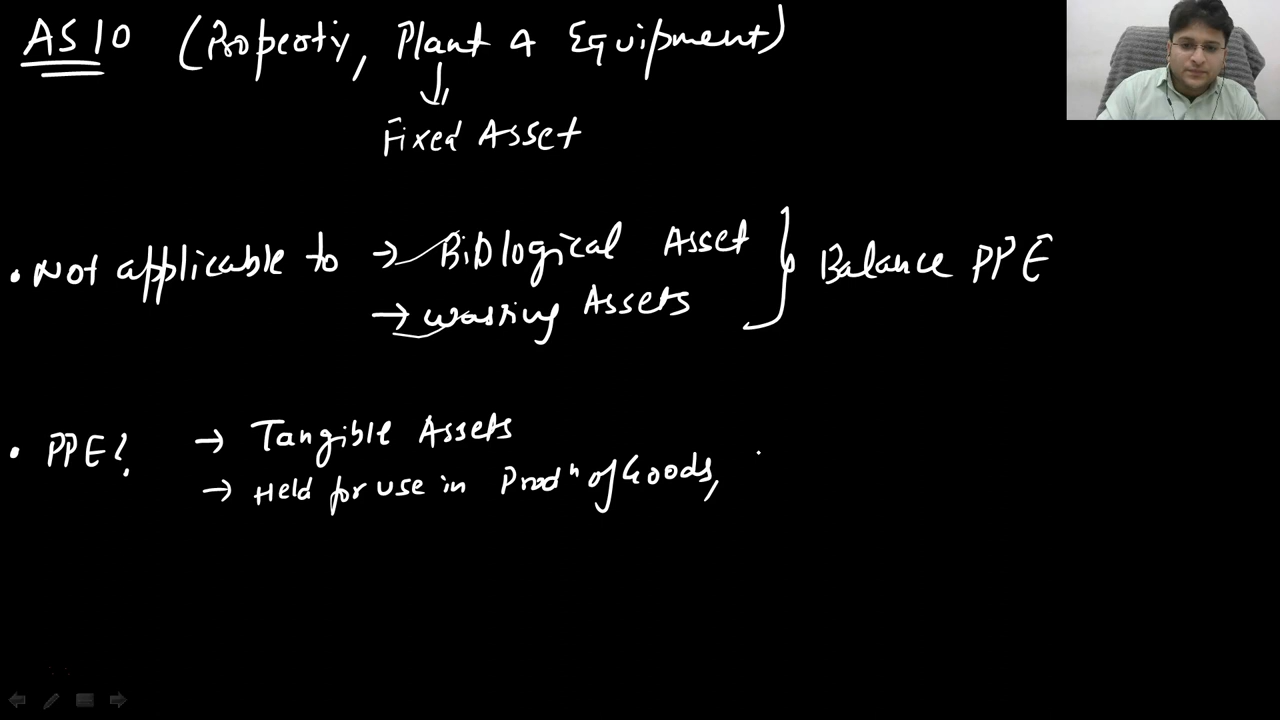 AS10 (Property, Plant & Equipment)
Fixed Asset
• Not applicable to → Biological Asset
→ Wasting Assets
Balance PPE
• PPE? → Tangible Assets
→ Held for use in Prodⁿ of Goods,